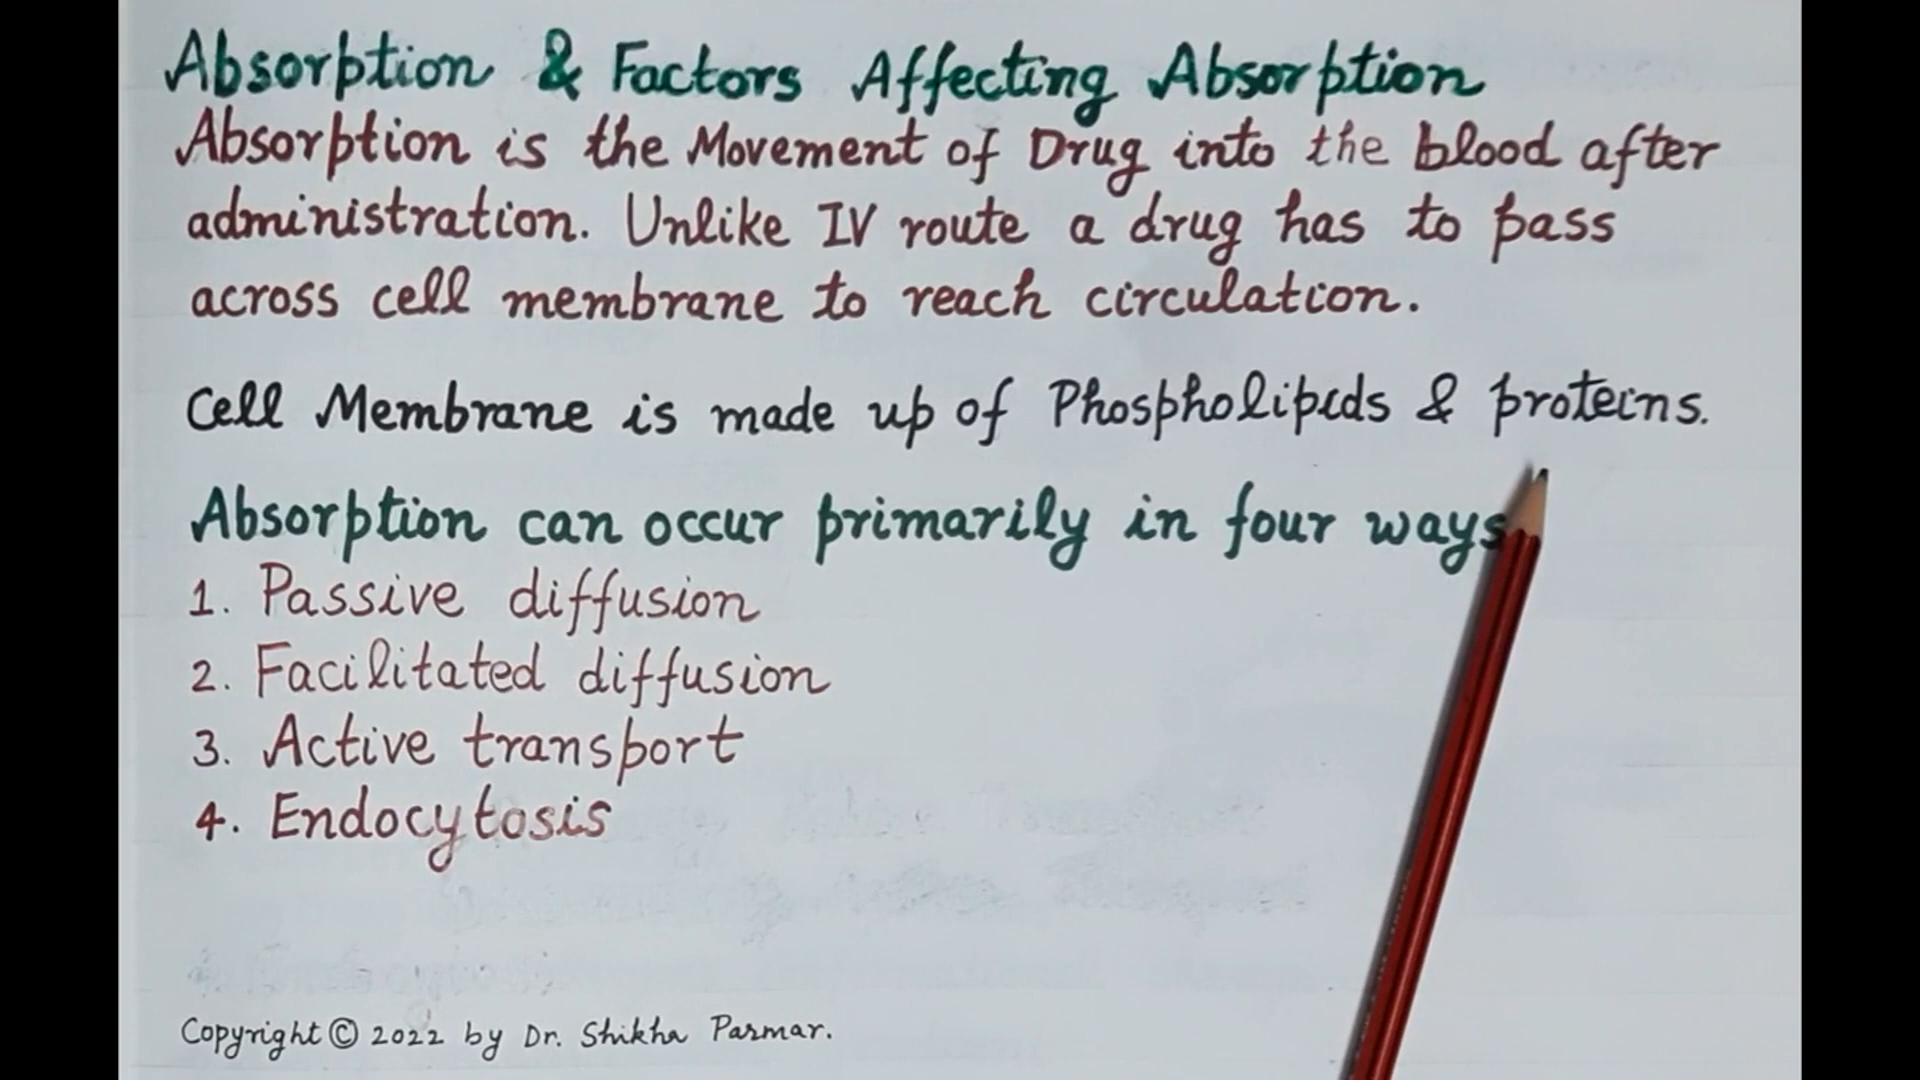 Absorption & Factors Affecting Absorption
Absorption is the Movement of Drug into the blood after
administration. Unlike IV route a drug has to pass
across cell membrane to reach circulation.
Cell Membrane is made up of Phospholipids & proteins.
Absorption can occur primarily in four ways
1. Passive diffusion
2. Facilitated diffusion
3. Active transport
4. Endocytosis
Copyright © 2022 by Dr. Shikha Parmar.